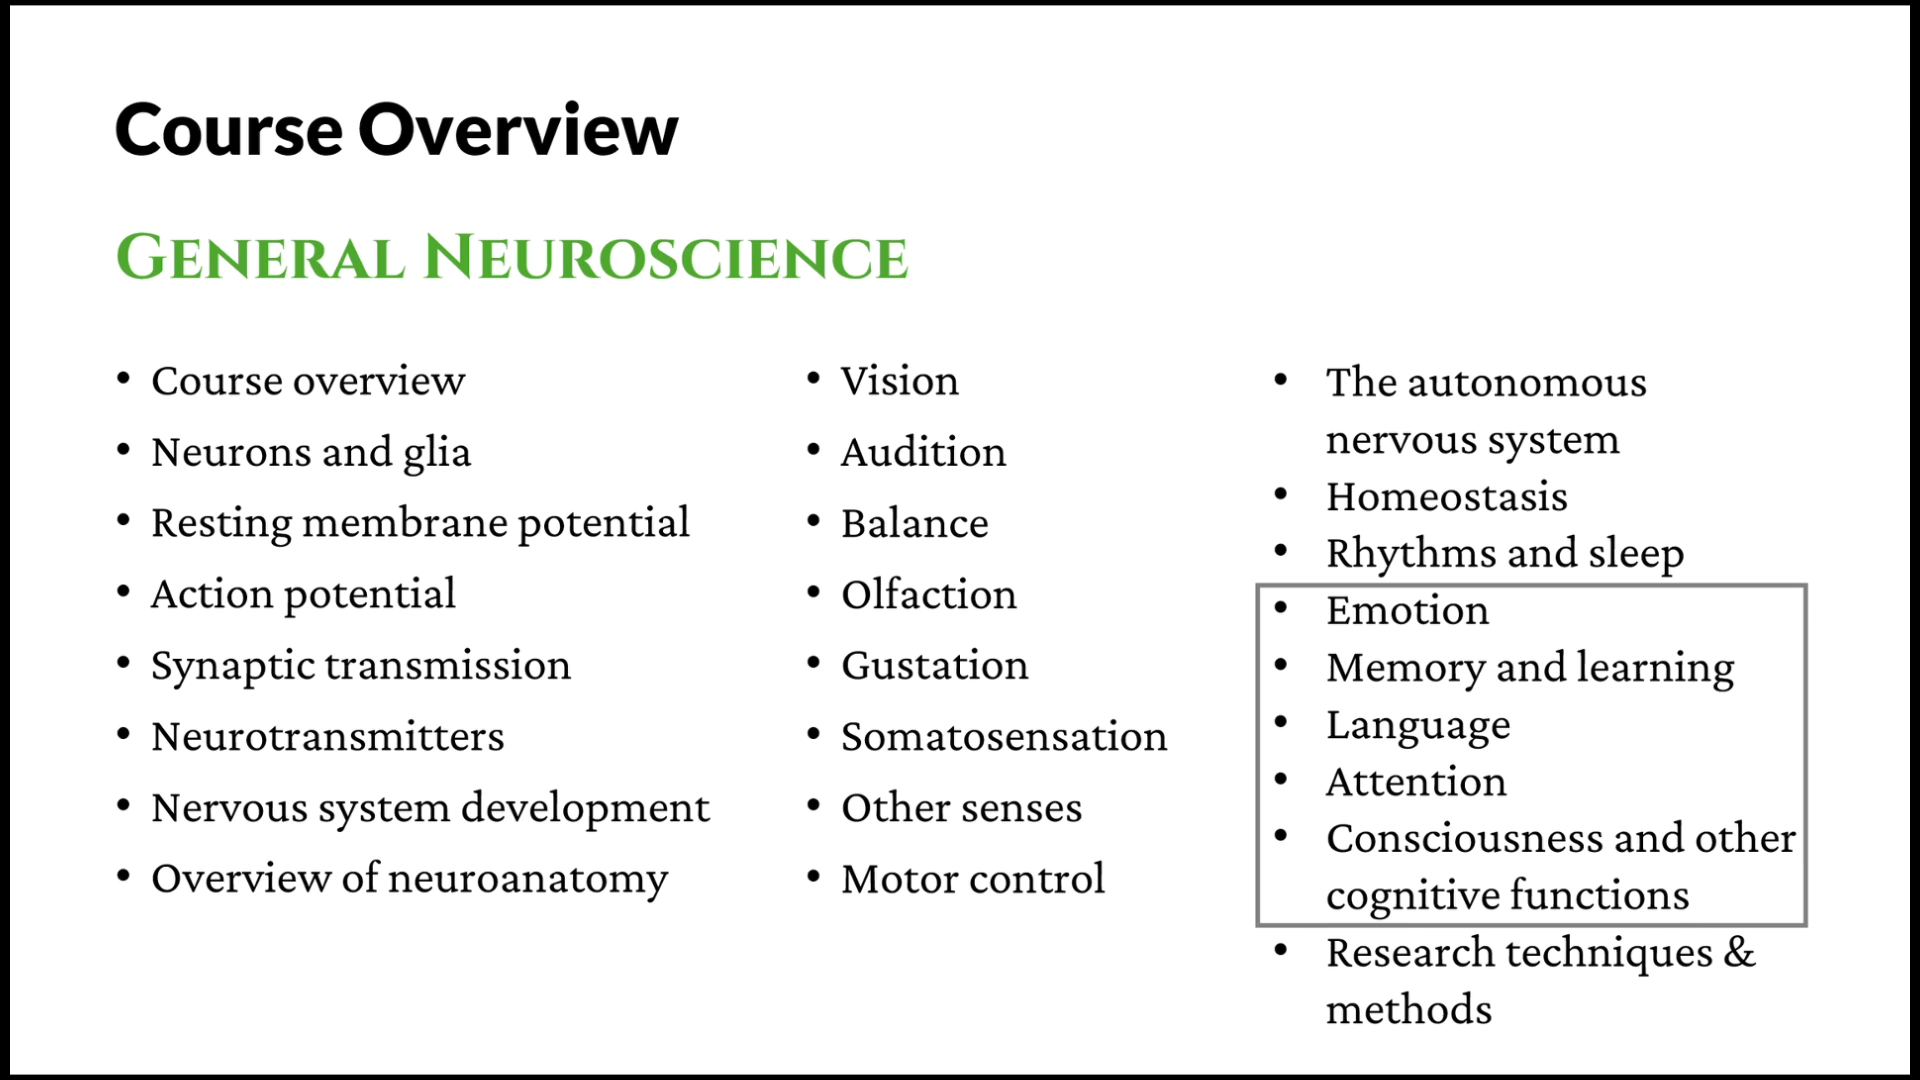 Course Overview
GENERAL NEUROSCIENCE
• Course overview
• Neurons and glia
• Resting membrane potential
• Action potential
• Synaptic transmission
• Neurotransmitters
• Nervous system development
• Overview of neuroanatomy
• Vision
• Audition
• Balance
• Olfaction
• Gustation
• Somatosensation
• Other senses
• Motor control
• The autonomous
nervous system
• Homeostasis
• Rhythms and sleep
• Emotion
• Memory and learning
• Language
• Attention
• Consciousness and other
cognitive functions
• Research techniques &
methods